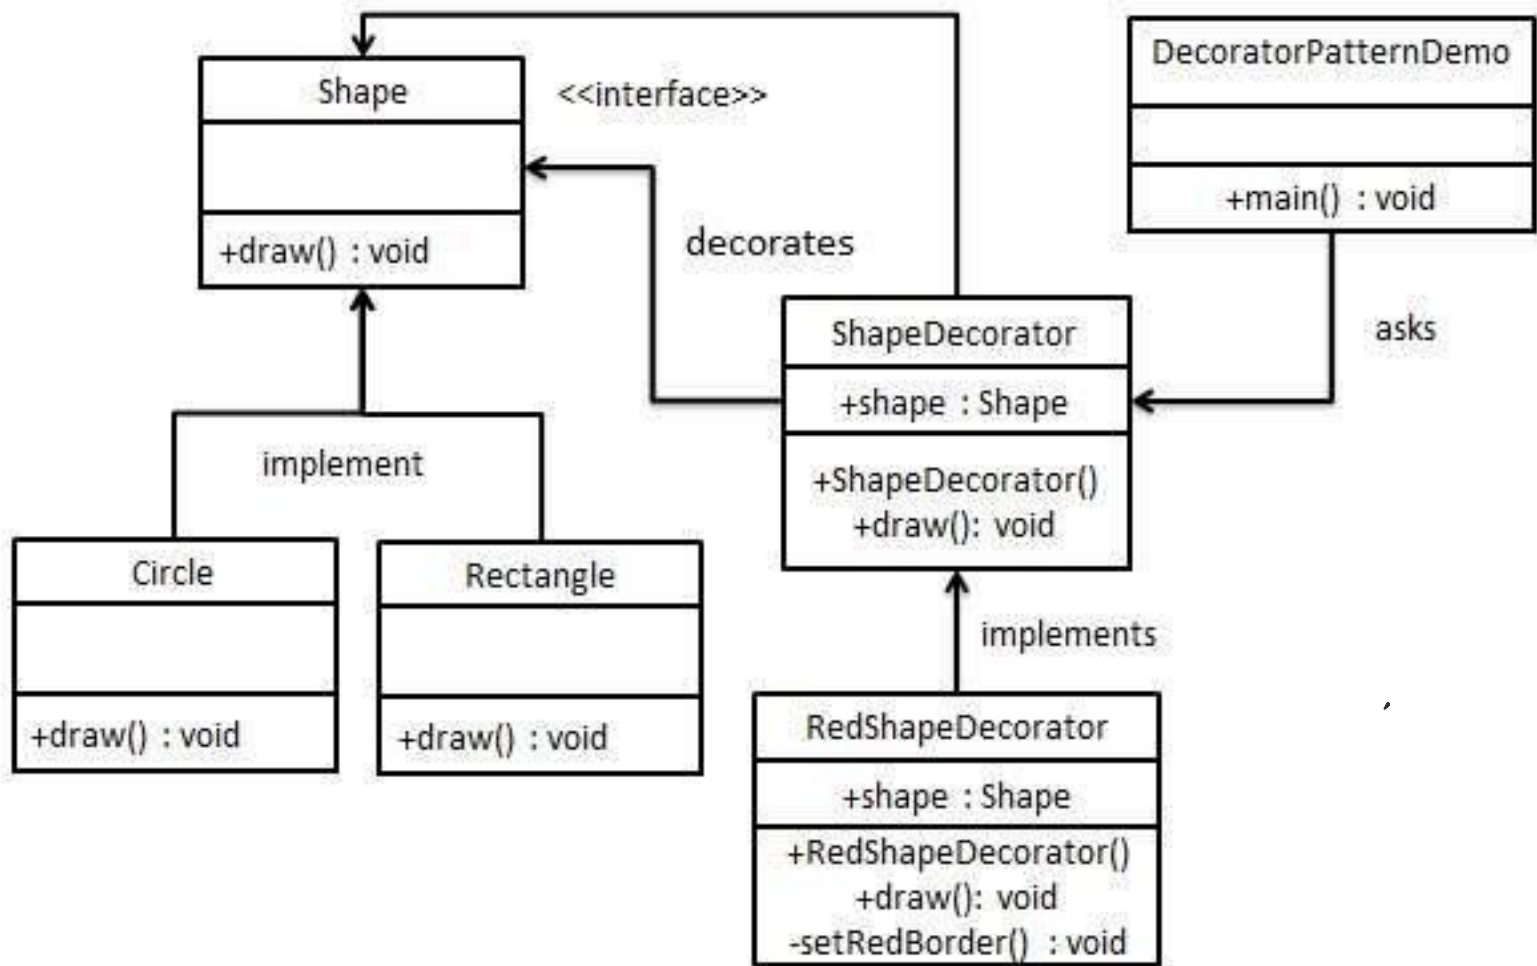 Shape
<<interface>>
+draw() : void
decorates
DecoratorPatternDemo
+main() : void
asks
ShapeDecorator
+shape : Shape
+ShapeDecorator()
+draw(): void
implement
Circle
+draw() : void
Rectangle
+draw() : void
implements
RedShapeDecorator
+shape : Shape
+RedShapeDecorator()
+draw(): void
-setRedBorder() : void